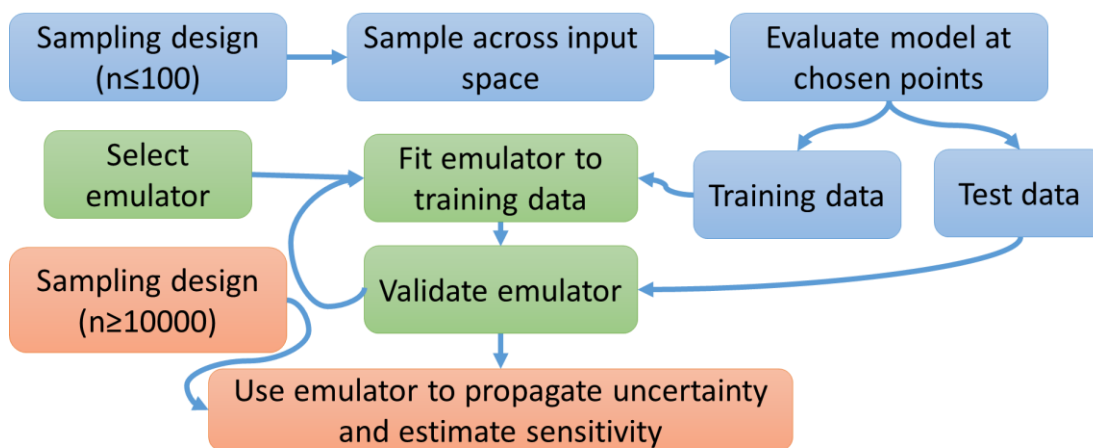 Sampling design
(n≤100)
Sample across input
space
Evaluate model at
chosen points
Select
emulator
Fit emulator to
training data
Training data
Test data
Sampling design
(n≥10000)
Validate emulator
Use emulator to propagate uncertainty
and estimate sensitivity